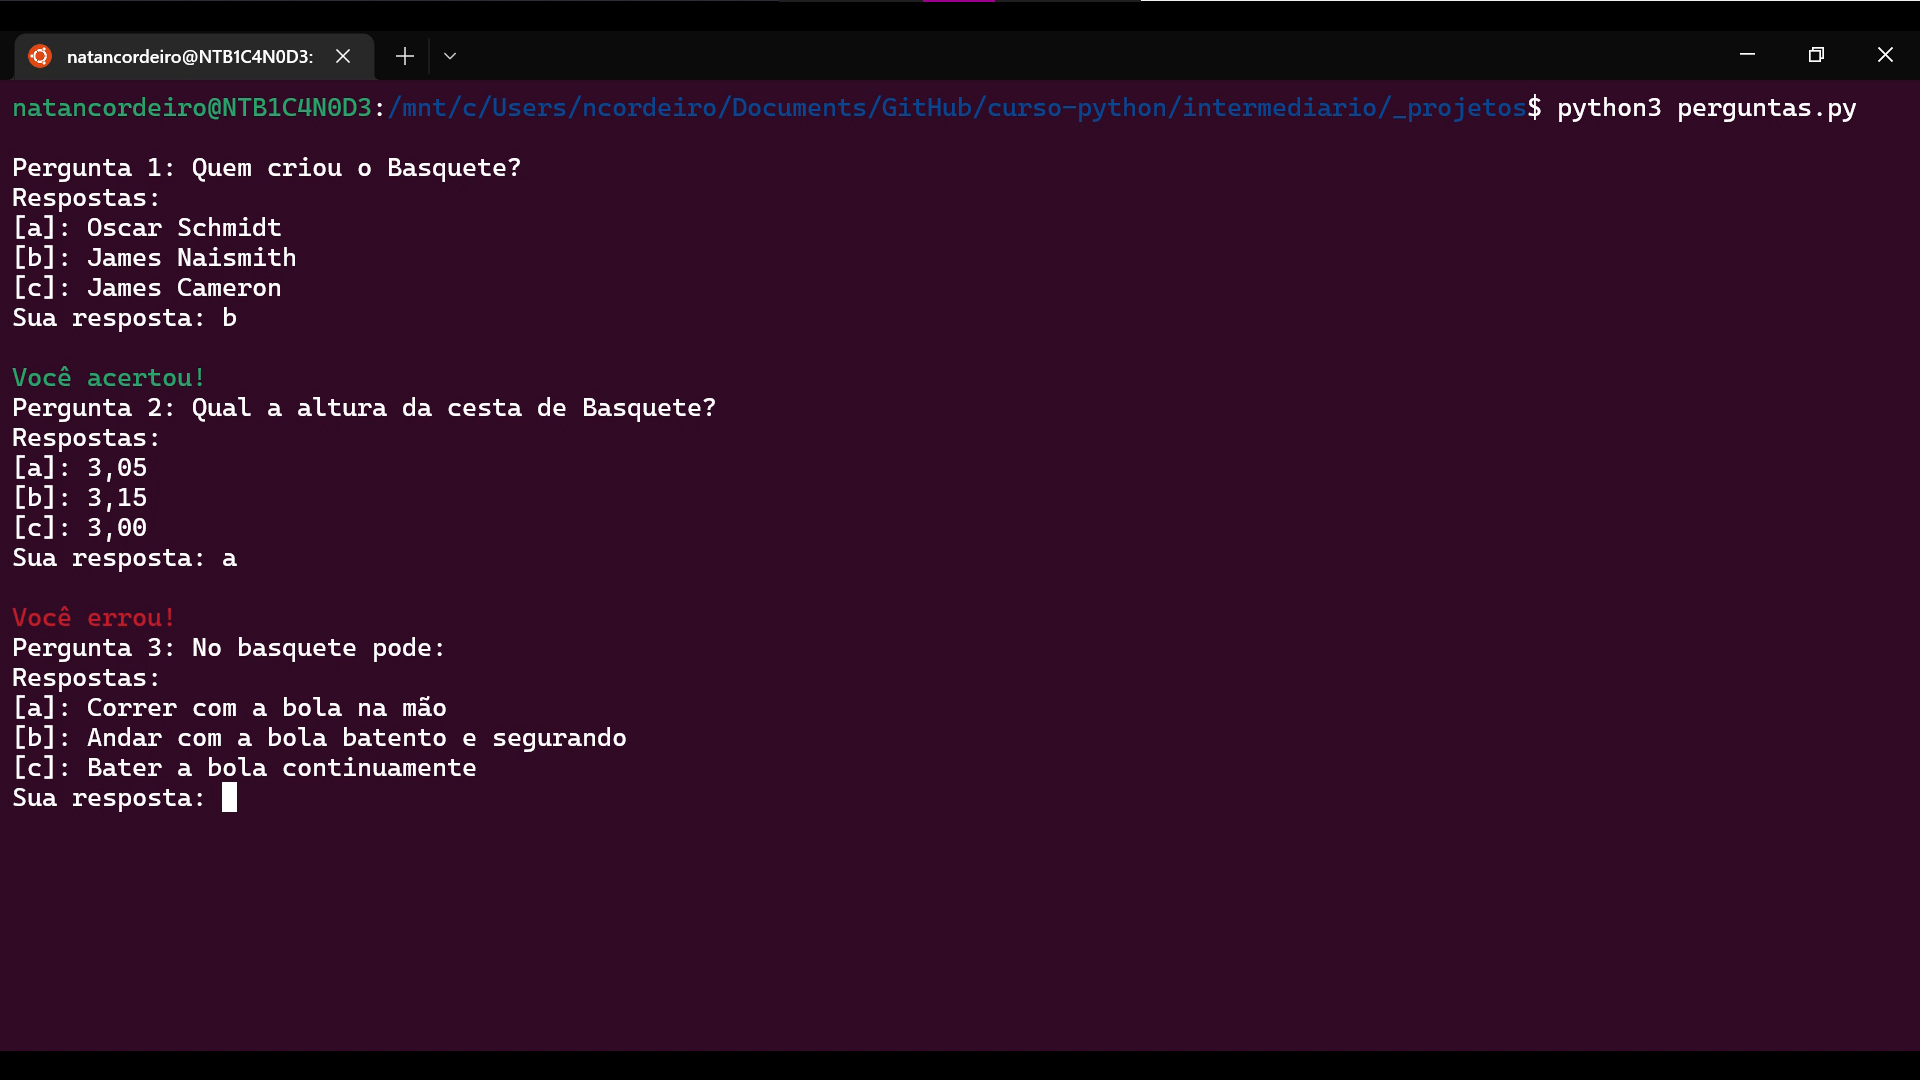 natancordeiro@NTB1C4N0D3:
natancordeiro@NTB1C4N0D3:/mnt/c/Users/ncordeiro/Documents/GitHub/curso-python/intermediario/_projetos$ python3 perguntas.py
Pergunta 1: Quem criou o Basquete?
Respostas:
[a]: Oscar Schmidt
[b]: James Naismith
[c]: James Cameron
Sua resposta: b
Você acertou!
Pergunta 2: Qual a altura da cesta de Basquete?
Respostas:
[a]: 3,05
[b]: 3,15
[c]: 3,00
Sua resposta: a
Você errou!
Pergunta 3: No basquete pode:
Respostas:
[a]: Correr com a bola na mão
[b]: Andar com a bola batento e segurando
[c]: Bater a bola continuamente
Sua resposta: